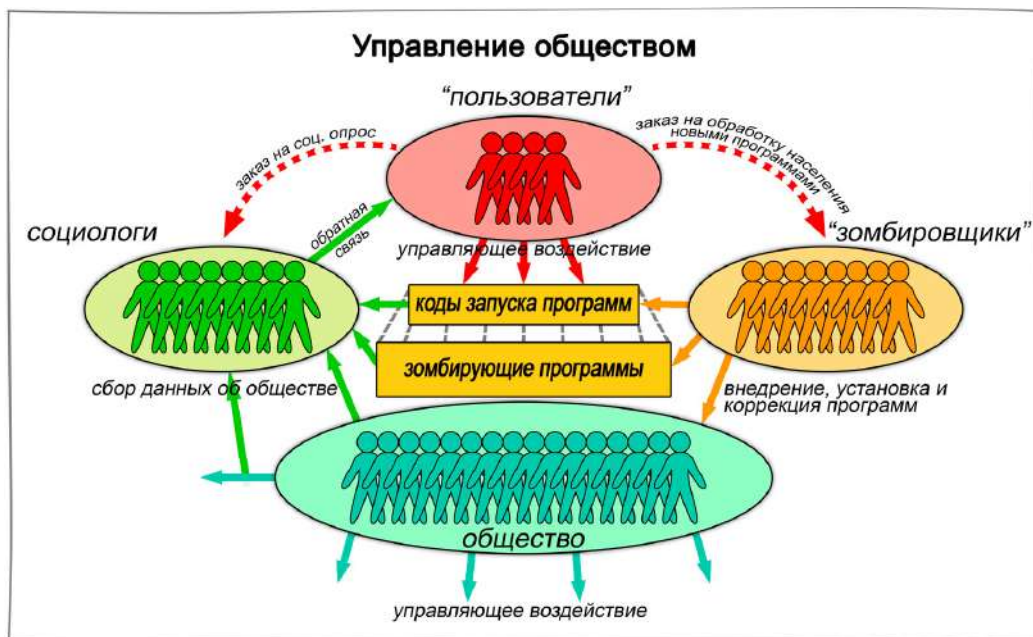 Управление обществом
“пользователи”
заказ на соц. опрос
заказ на обработку населения
новыми программами
социологи
обратная
связь
управляющее воздействие
“зомбировщики”
коды запуска программ
зомбирующие программы
сбор данных об обществе
внедрение, установка и
коррекция программ
общество
управляющее воздействие